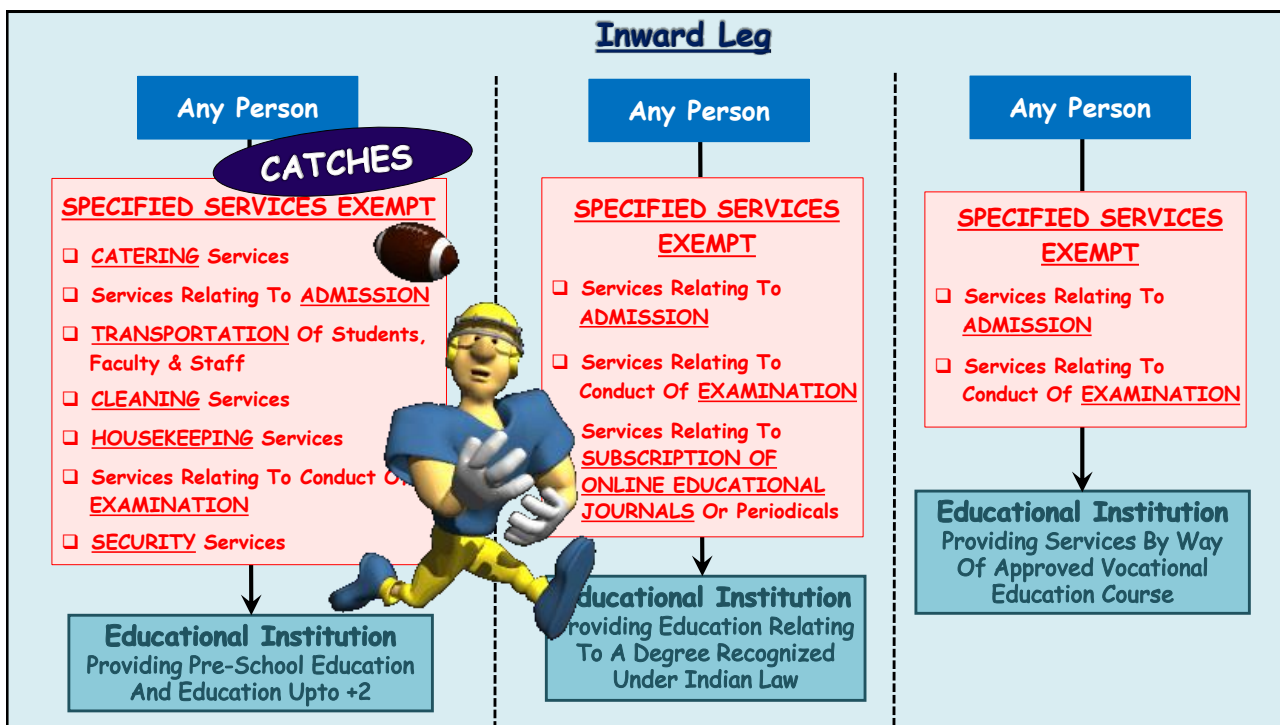 Inward Leg
Any Person
CATCHES
SPECIFIED SERVICES EXEMPT
❑ CATERING Services
❑ Services Relating To ADMISSION
❑ TRANSPORTATION Of Students,
Faculty & Staff
❑ CLEANING Services
❑ HOUSEKEEPING Services
❑ Services Relating To Conduct O
EXAMINATION
❑ SECURITY Services
Educational Institution
Providing Pre-School Education
And Education Upto +2
Any Person
SPECIFIED SERVICES
EXEMPT
❑ Services Relating To
ADMISSION
❑ Services Relating To
Conduct Of EXAMINATION
Services Relating To
SUBSCRIPTION OF
ONLINE EDUCATIONAL
JOURNALS Or Periodicals
ducational Institution
roviding Education Relating
To A Degree Recognized
Under Indian Law
Any Person
SPECIFIED SERVICES
EXEMPT
❑ Services Relating To
ADMISSION
❑ Services Relating To
Conduct Of EXAMINATION
Educational Institution
Providing Services By Way
Of Approved Vocational
Education Course